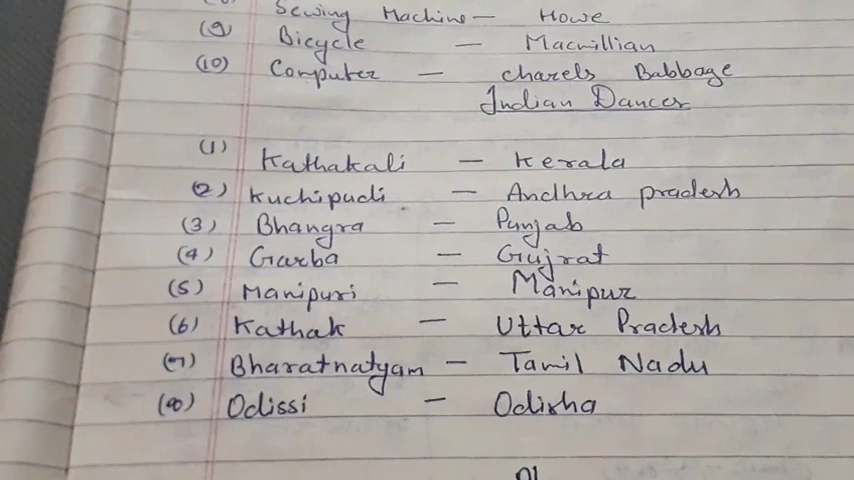 Sewing Machine — Howe
(9) Bicycle — Macmillian
(10) Computer — charels Babbage
Indian Dances
(1) Kathakali — Kerala
(2) Kuchipudi — Andhra pradesh
(3) Bhangra — Punjab
(4) Garba — Gujrat
(5) Manipuri — Manipur
(6) Kathak — Uttar Pradesh
(7) Bharatnatyam — Tamil Nadu
(8) Odissi — Odisha